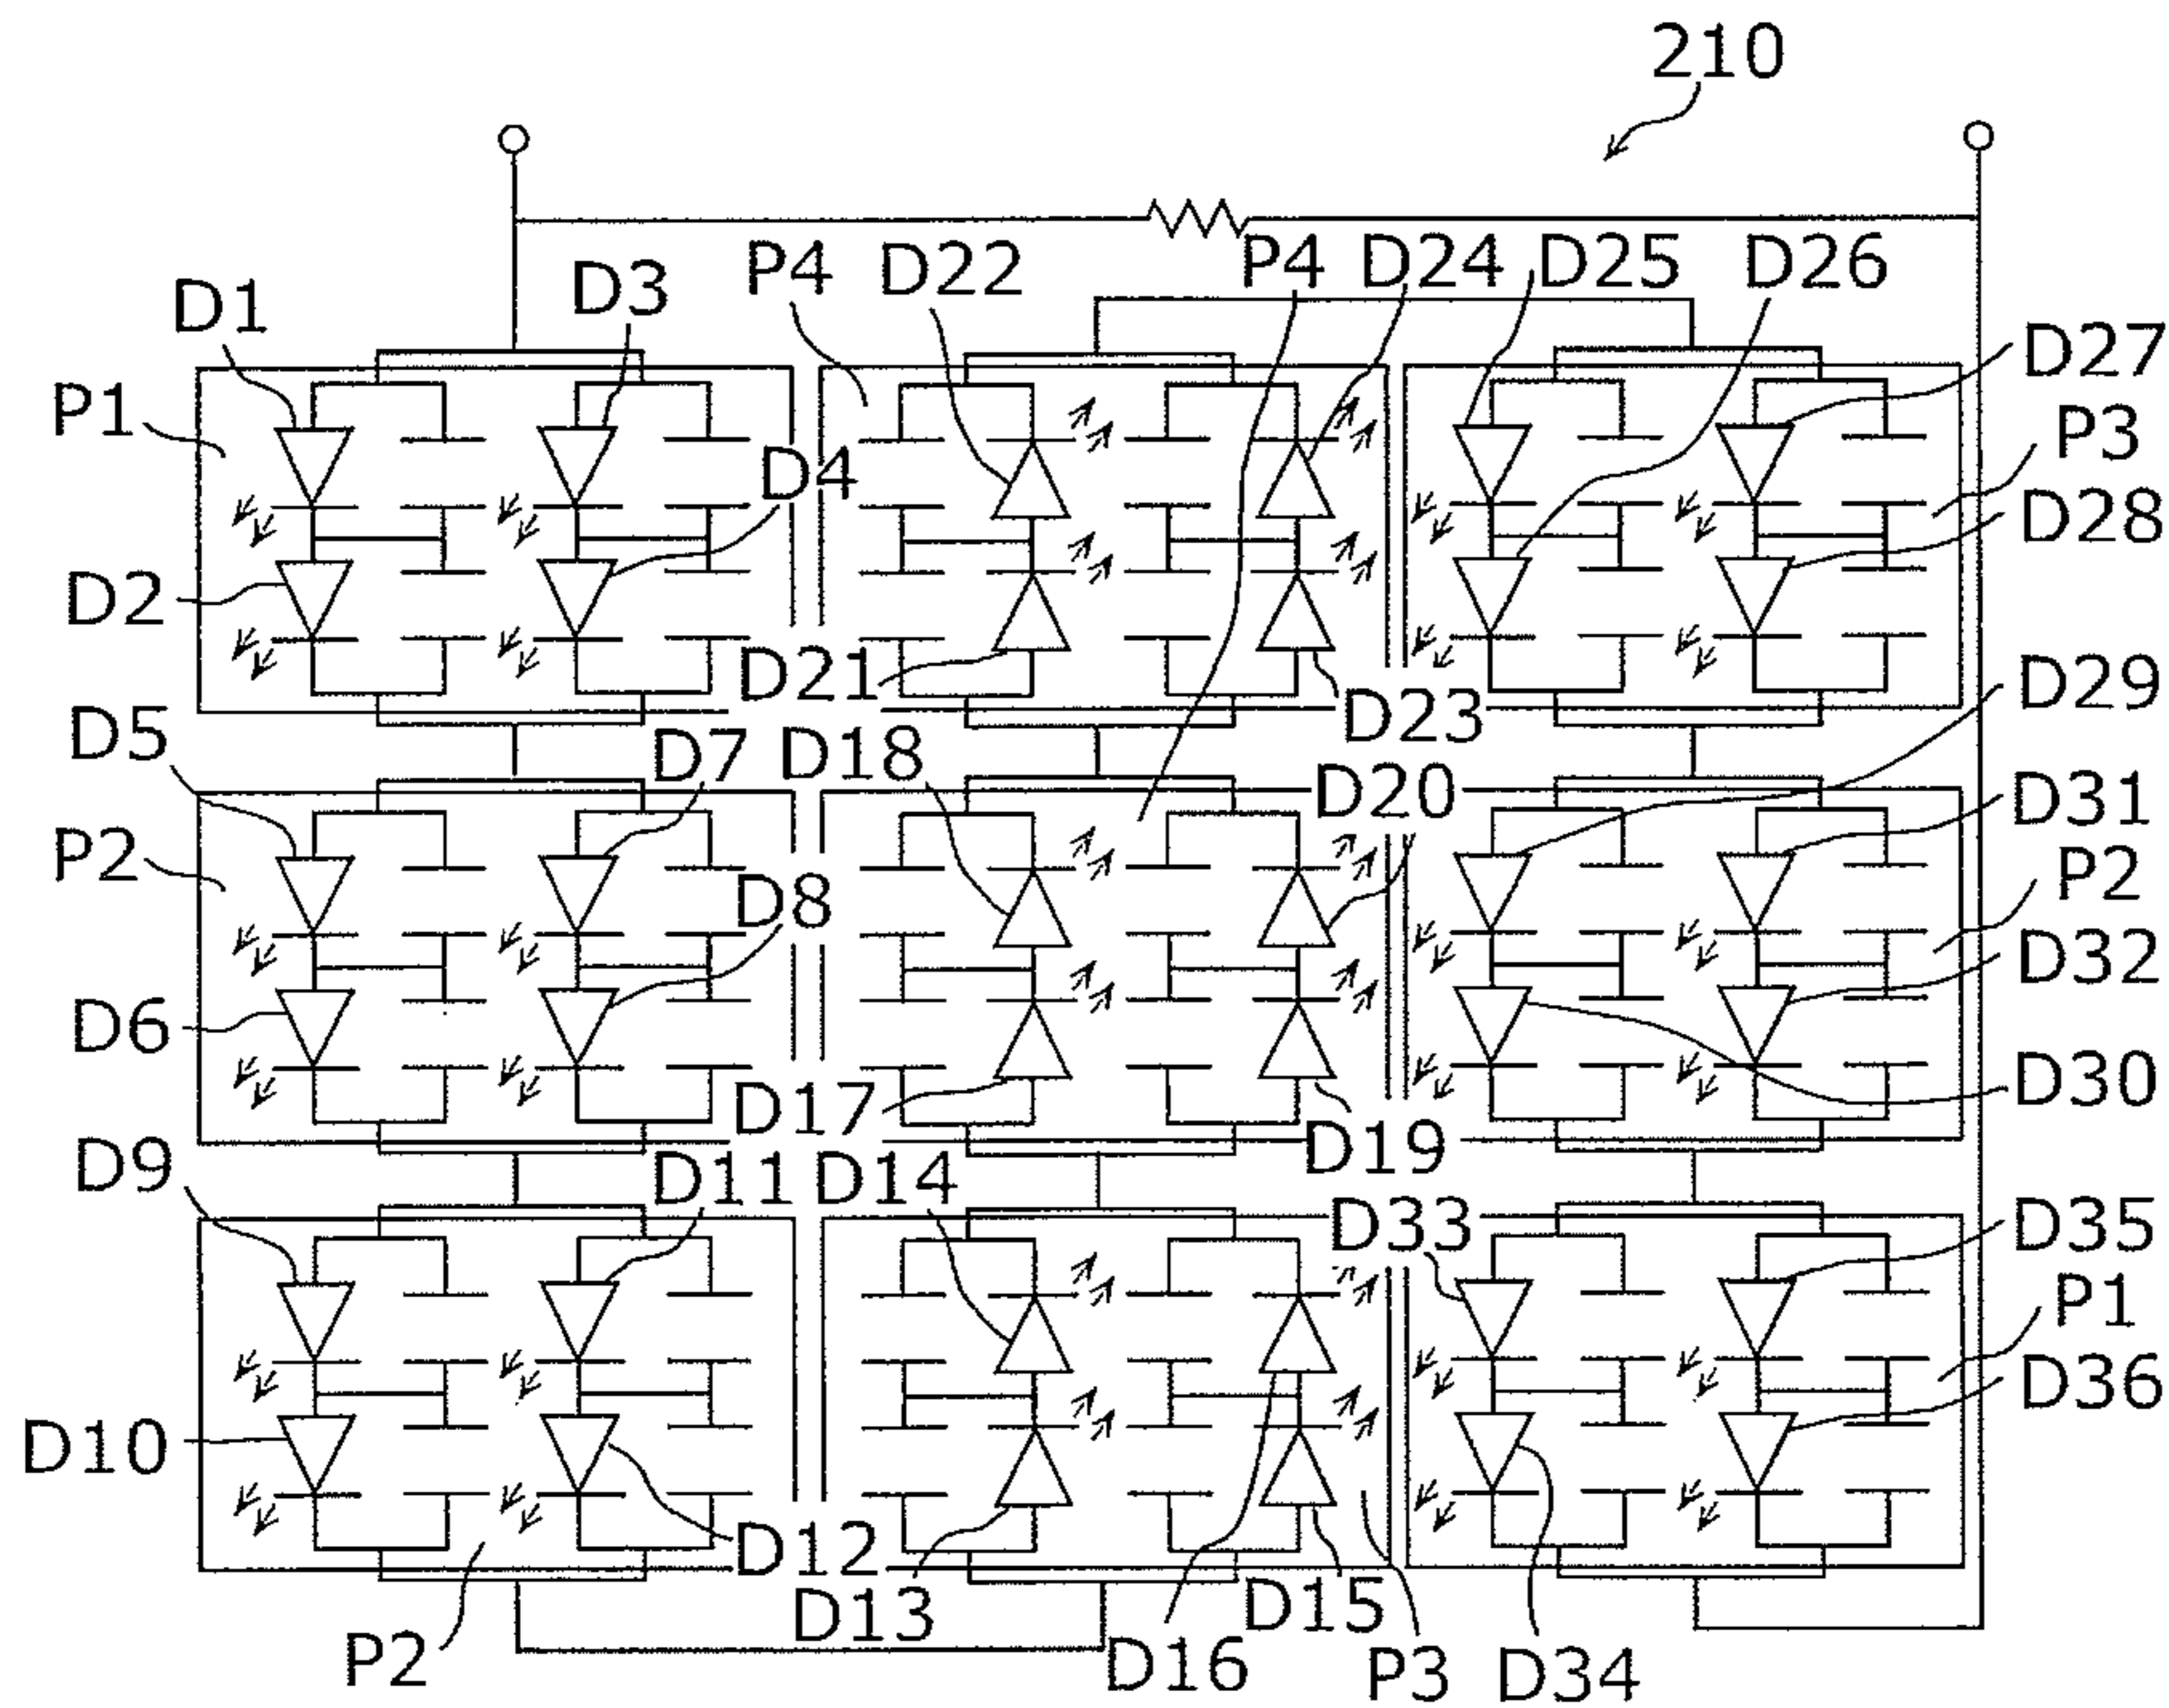 210
P4 D22 P4 D24 D25 D26
D1 D3
D27
P1
P3
D4
D28
D2
D21 D29
D23
D5 D7 D18
D20 D31
P2 P2
D8
D32
D6
D30
D17
D19
D9 D11 D14
D33 D35
P1
D36
D10
D12
D13 D15
P2 D16 P3 D34